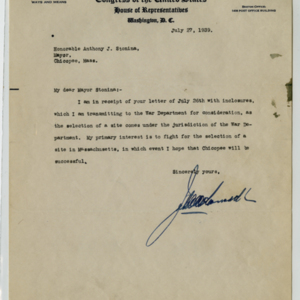 Congress of the United States
House of Representatives
Washington, D. C.
July 27, 1939.
Honorable Anthony J. Stonina,
Mayor,
Chicopee, Mass.
My dear Mayor Stonina:
I am in receipt of your letter of July 20th with inclosures,
which I am transmitting to the War Department for consideration, as
the selection of a site comes under the jurisdiction of the War De-
partment. My primary interest is to fight for the selection of a
site in Massachusetts, in which event I hope that Chicopee will be
successful.
Sincerely yours,